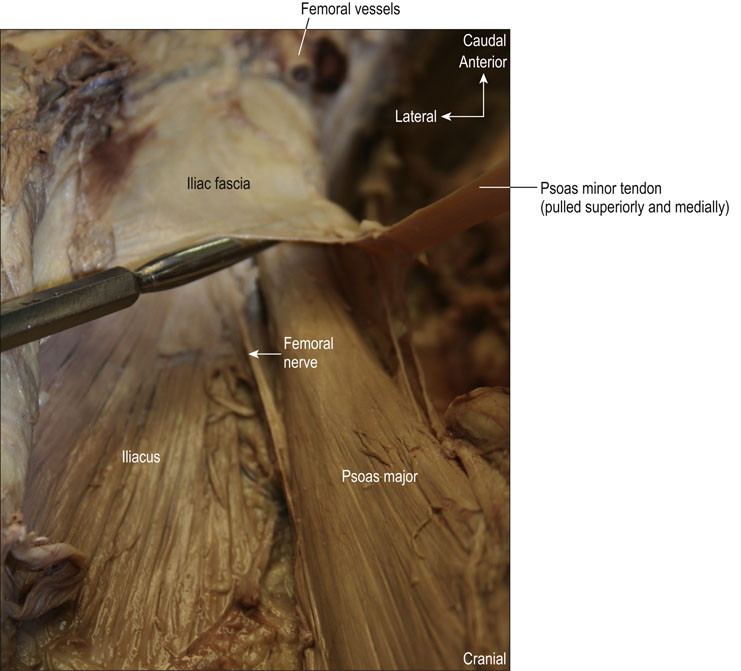 Femoral vessels
Caudal
Anterior
Lateral
Iliac fascia
Psoas minor tendon
(pulled superiorly and medially)
Femoral
nerve
Iliacus
Psoas major
Cranial